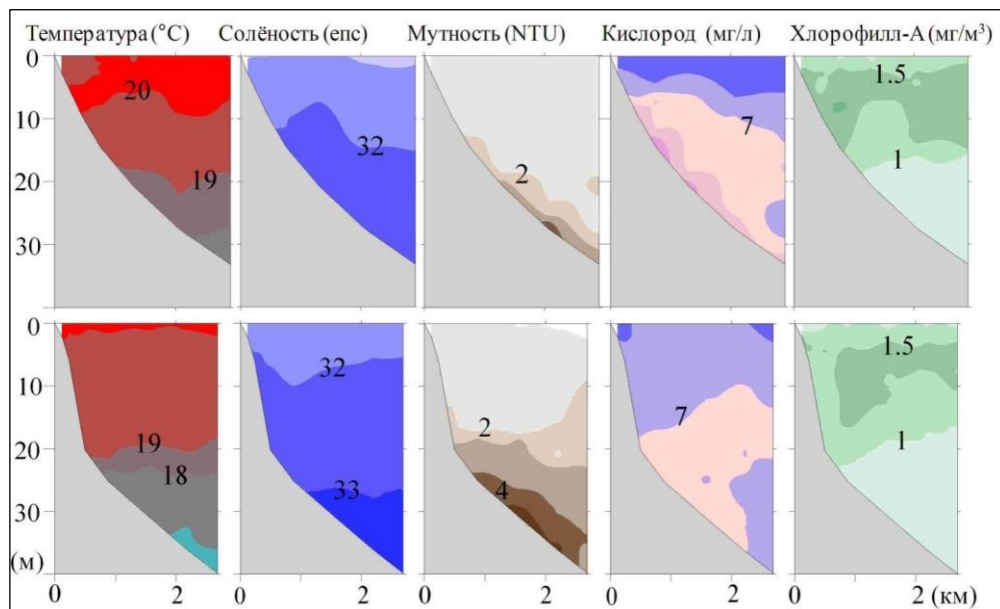 Температура (°С) Солёность (епс) Мутность (NTU) Кислород (мг/л) Хлорофилл-А (мг/м³)
0
20 1.5
10 7
32
1
20 19 2
30
0
1.5
32
10
7
19 2 1
20 18
33 4
30
(м)
0 2 0 2 0 2 0 2 0 2 (км)